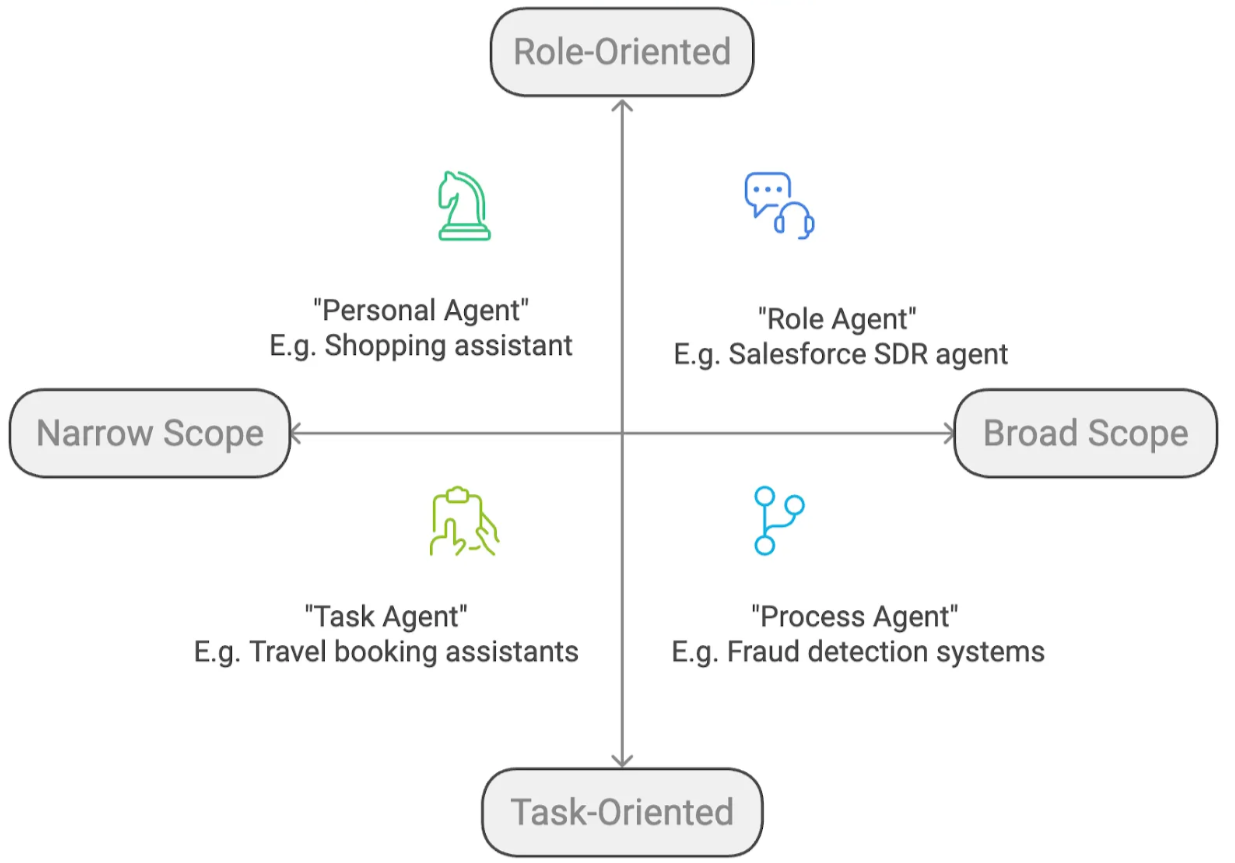 Role-Oriented
"Personal Agent"
E.g. Shopping assistant
"Role Agent"
E.g. Salesforce SDR agent
Narrow Scope
Broad Scope
"Task Agent"
E.g. Travel booking assistants
"Process Agent"
E.g. Fraud detection systems
Task-Oriented